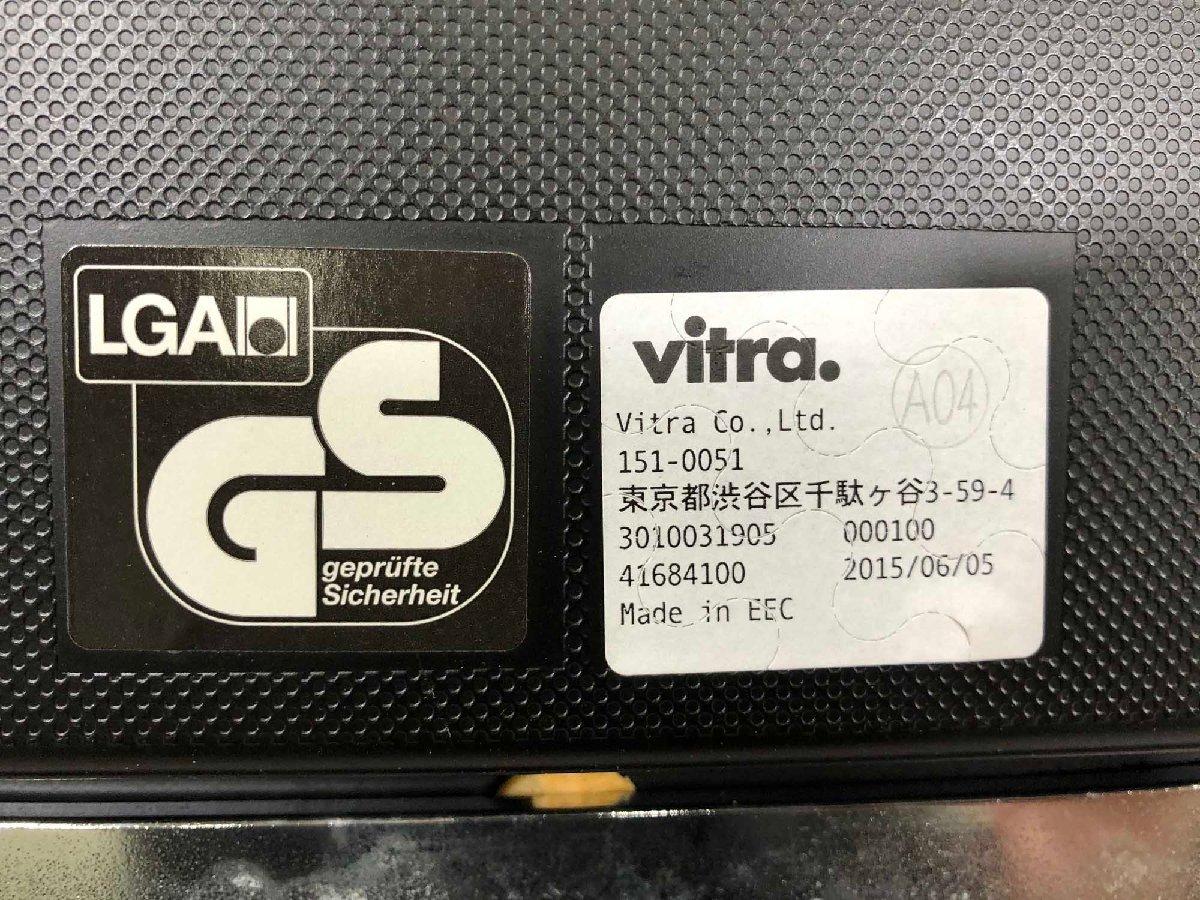 LGA
GS
geprüfte
Sicherheit
vitra.
A04
Vitra Co.,Ltd.
151-0051
東京都渋谷区千駄ヶ谷3-59-4
3010031905 000100
41684100 2015/06/05
Made in EEC